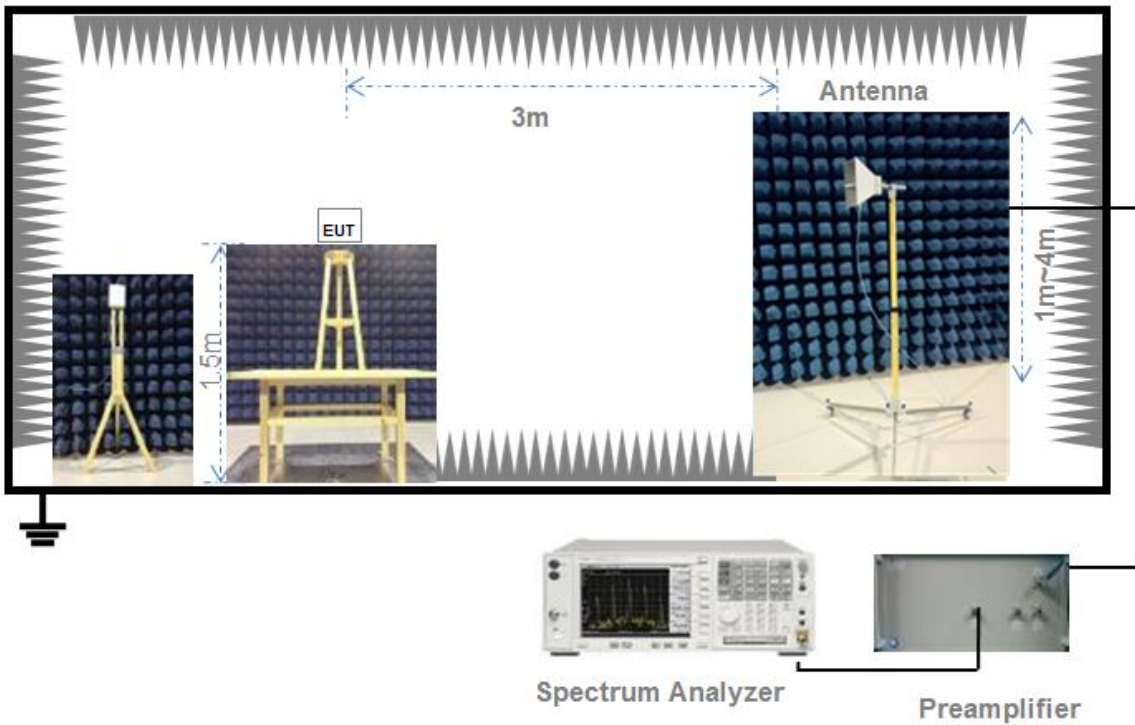 Antenna
3m
EUT
1.5m
1m~4m
Spectrum Analyzer
Preamplifier